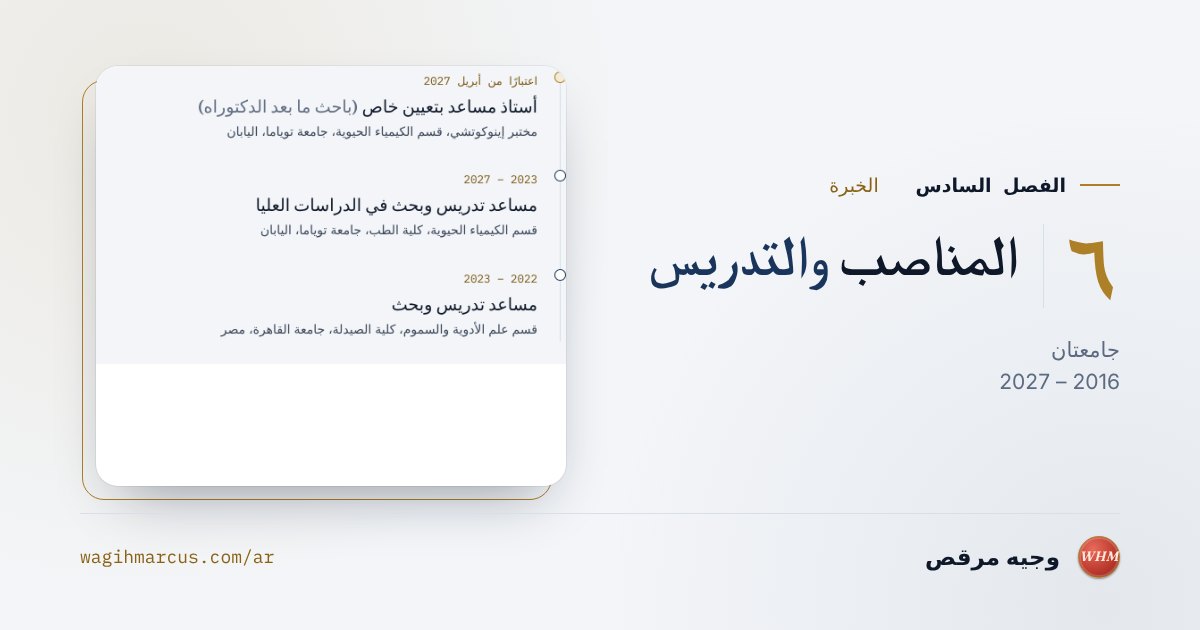 الفصل السادس الخبرة
٦
المناصب والتدريس
جامعتان
2016 – 2027
اعتبارًا من أبريل 2027
أستاذ مساعد بتعيين خاص (باحث ما بعد الدكتوراه)
مختبر إينوكوتشي، قسم الكيمياء الحيوية، جامعة توياما، اليابان
2023 – 2027
مساعد تدريس وبحث في الدراسات العليا
قسم الكيمياء الحيوية، كلية الطب، جامعة توياما، اليابان
2022 – 2023
مساعد تدريس وبحث
قسم علم الأدوية والسموم، كلية الصيدلة، جامعة القاهرة، مصر
WHM
وجيه مرقص
wagihmarcus.com/ar